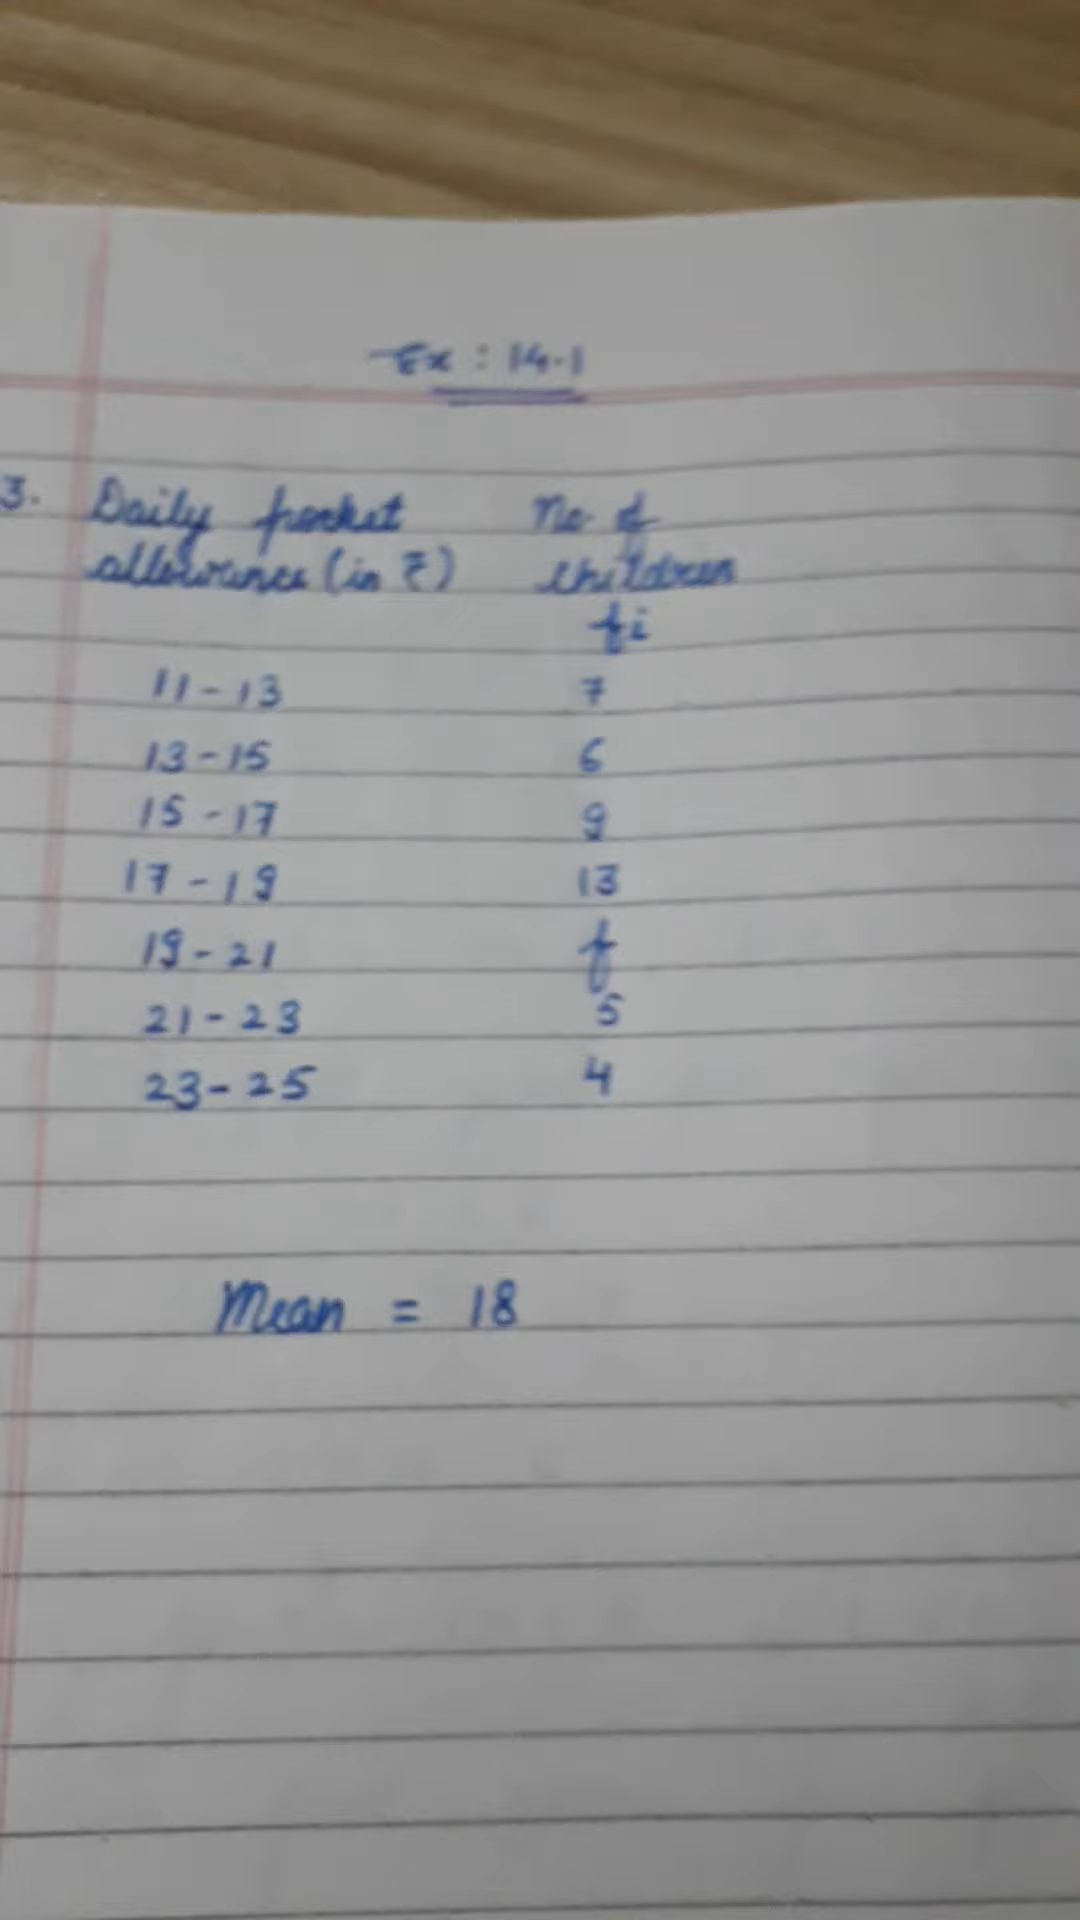 Ex : 14.1
3. Daily pocket No of
allowance (in ₹) children
fi
11 - 13 7
13 - 15 6
15 - 17 9
17 - 19 13
19 - 21 f
21 - 23 5
23 - 25 4
Mean = 18